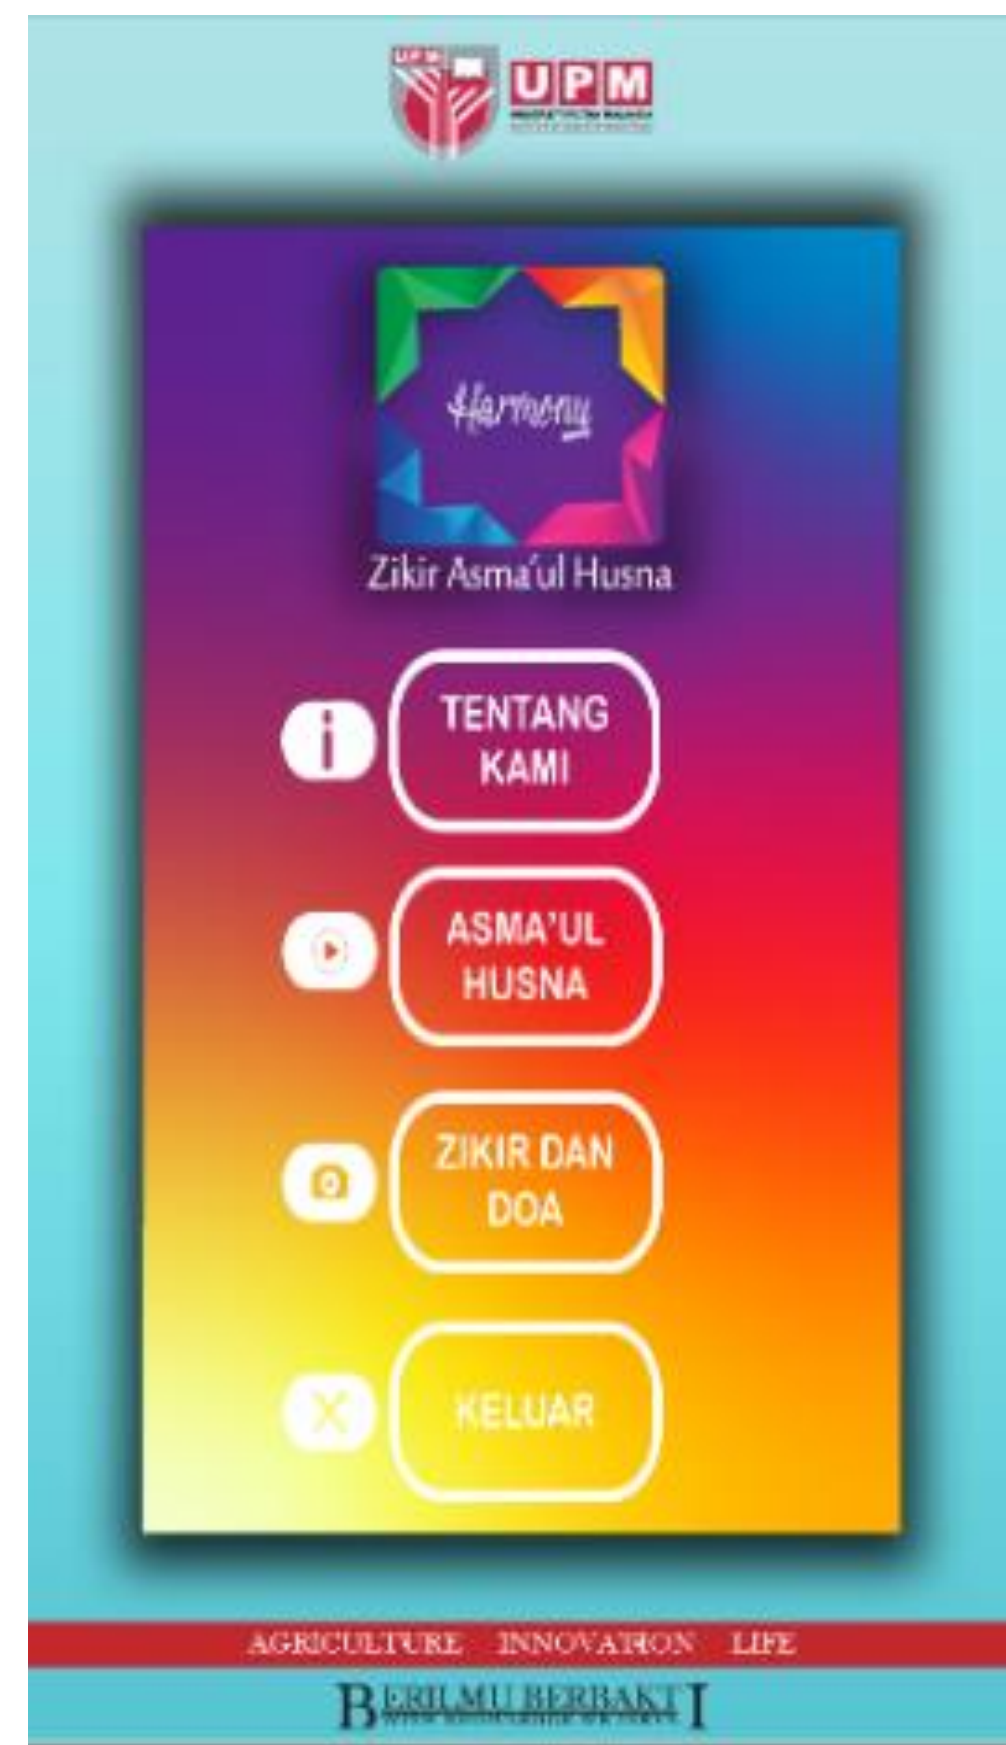 UPM
UPM
Harmony
Zikir Asma'ul Husna
TENTANG
KAMI
ASMA'UL
HUSNA
ZIKIR DAN
DOA
KELUAR
AGRICULTURE INNOVATION LIFE
BERILMU BERBAKTI